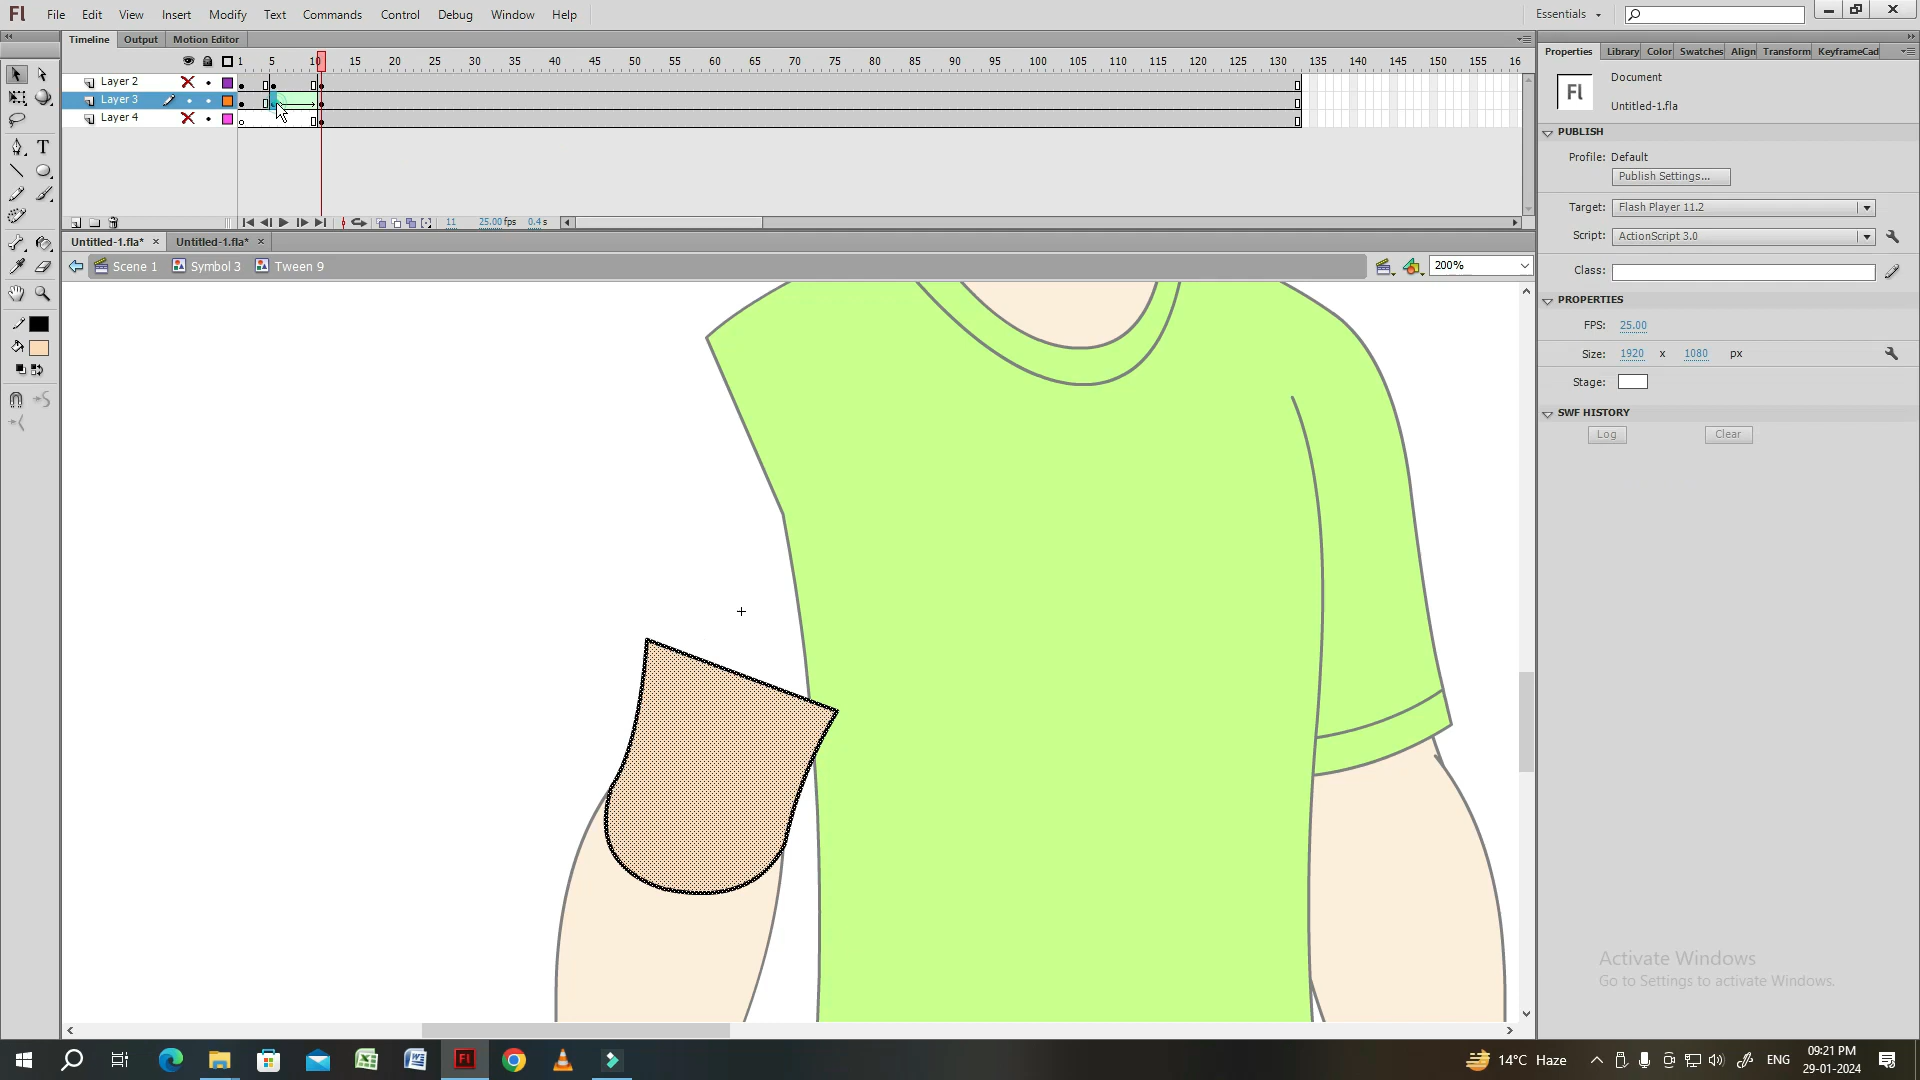 Fl File Edit View Insert Modify Text Commands Control Debug Window Help Essentials
Timeline Output Motion Editor
1 5 10 15 20 25 30 35 40 45 50 55 60 65 70 75 80 85 90 95 100 105 110 115 120 125 130 135 140 145 150 155 16
Layer 2
Layer 3
Layer 4
11 25.00 fps 0.4 s
Untitled-1.fla* Untitled-1.fla*
Scene 1 Symbol 3 Tween 9 200%
Properties Library Color Swatches Align Transform KeyframeCad
Fl
Document
Untitled-1.fla
PUBLISH
Profile: Default
Publish Settings...
Target: Flash Player 11.2
Script: ActionScript 3.0
Class:
PROPERTIES
FPS: 25.00
Size: 1920 x 1080 px
Stage:
SWF HISTORY
Log Clear
T
Activate Windows
Go to Settings to activate Windows.
Fl
14°C Haze ENG 09:21 PM
29-01-2024